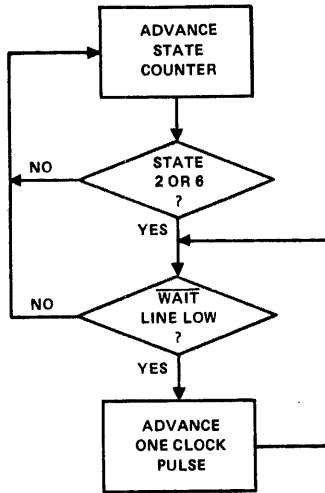 ADVANCE
STATE
COUNTER
STATE
2 OR 6
?
NO
YES
WAIT
LINE LOW
?
NO
YES
ADVANCE
ONE CLOCK
PULSE